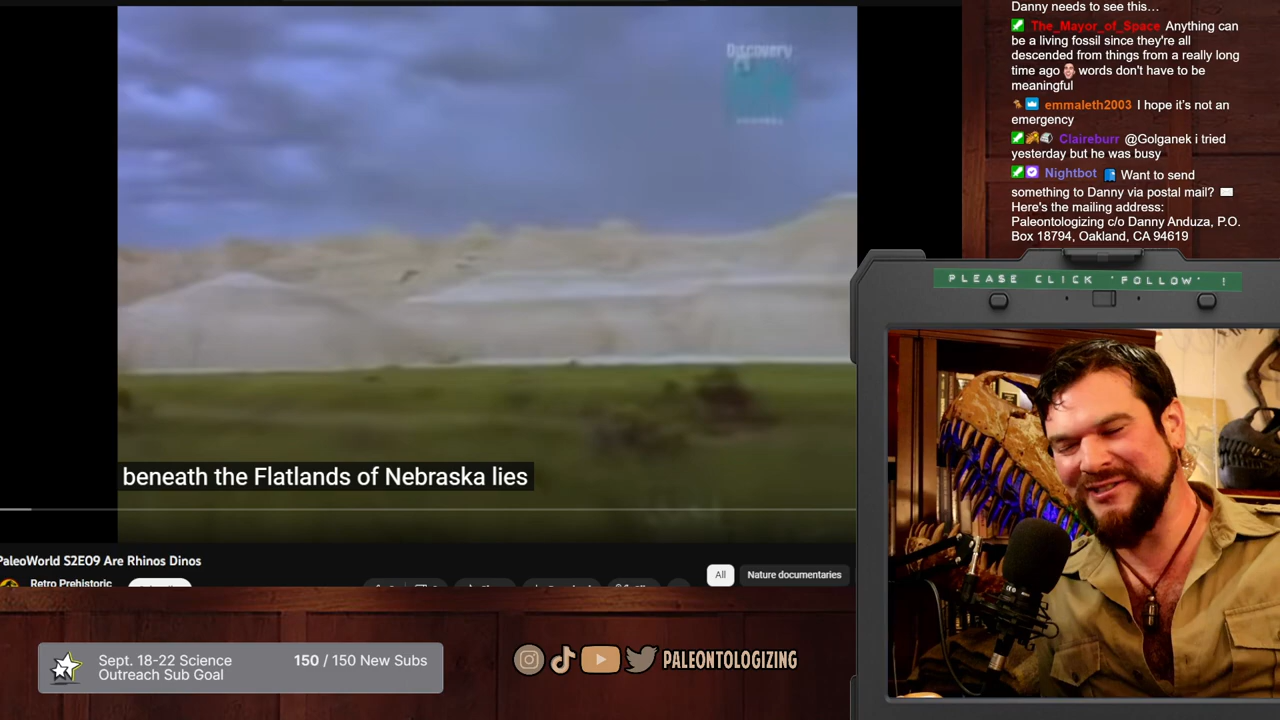 Discovery
beneath the Flatlands of Nebraska lies
PaleoWorld S2E09 Are Rhinos Dinos
Retro Prehistoric
All
Nature documentaries
Danny needs to see this…
The_Mayor_of_Space Anything can
be a living fossil since they're all
descended from things from a really long
time ago words don't have to be
meaningful
emmaleth2003 I hope it's not an
emergency
Claireburr @Golganek i tried
yesterday but he was busy
Nightbot Want to send
something to Danny via postal mail?
Here's the mailing address:
Paleontologizing c/o Danny Anduza, P.O.
Box 18794, Oakland, CA 94619
PLEASE CLICK "FOLLOW" !
Sept. 18-22 Science
Outreach Sub Goal
150 / 150 New Subs
PALEONTOLOGIZING